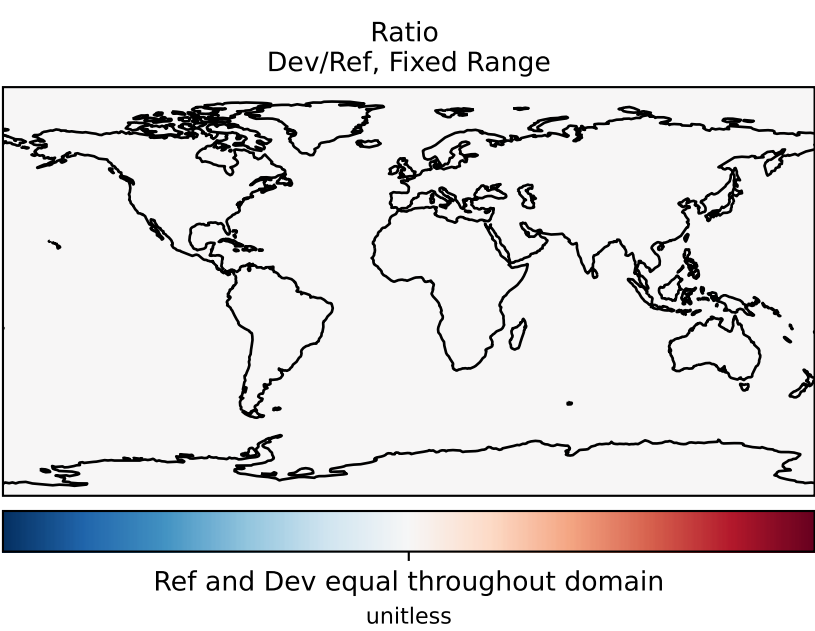 Ratio
Dev/Ref, Fixed Range
Ref and Dev equal throughout domain
unitless